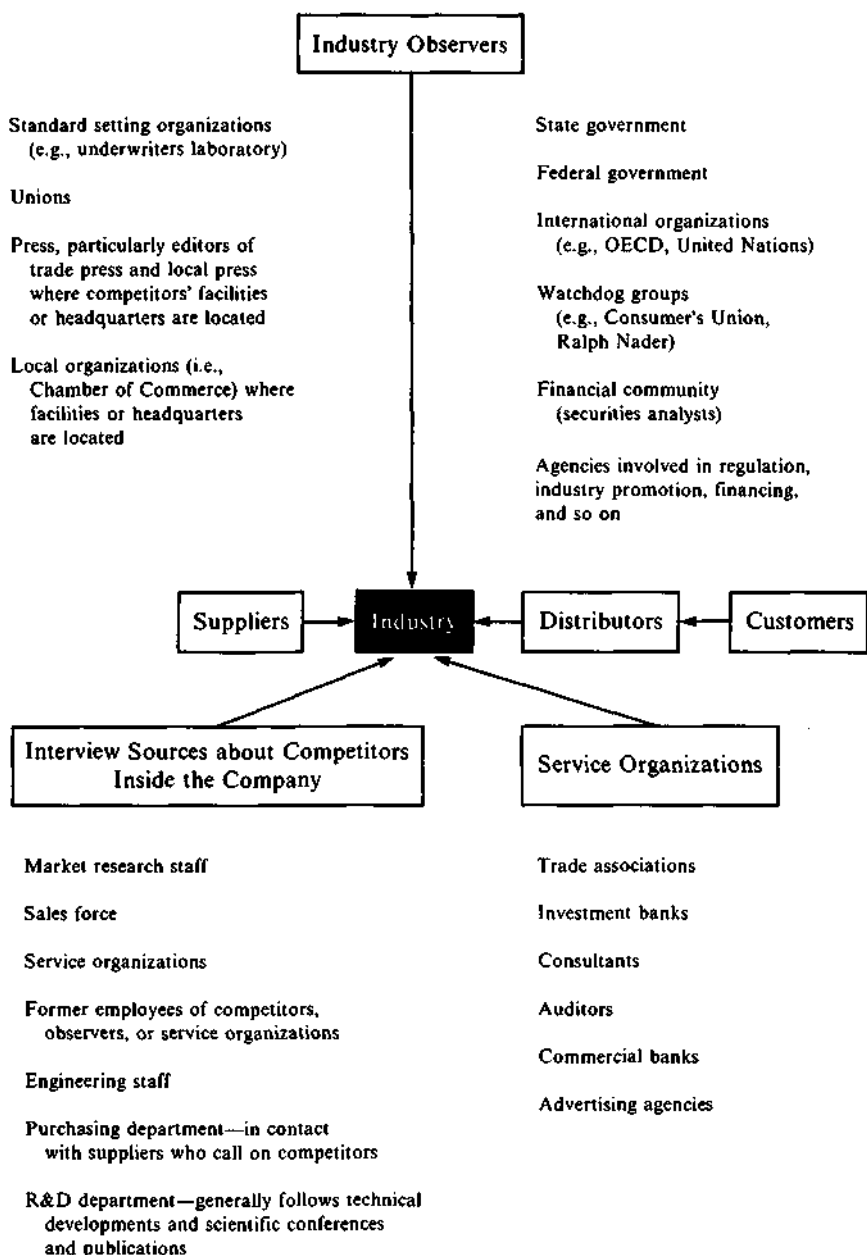 Industry Observers
Standard setting organizations
(e.g., underwriters laboratory)
Unions
Press, particularly editors of
trade press and local press
where competitors' facilities
or headquarters are located
Local organizations (i.e.,
Chamber of Commerce) where
facilities or headquarters
are located
State government
Federal government
International organizations
(e.g., OECD, United Nations)
Watchdog groups
(e.g., Consumer's Union,
Ralph Nader)
Financial community
(securities analysts)
Agencies involved in regulation,
industry promotion, financing,
and so on
Suppliers
Industry
Distributors
Customers
Interview Sources about Competitors
Inside the Company
Market research staff
Sales force
Service organizations
Former employees of competitors,
observers, or service organizations
Engineering staff
Purchasing department—in contact
with suppliers who call on competitors
R&D department—generally follows technical
developments and scientific conferences
and publications
Service Organizations
Trade associations
Investment banks
Consultants
Auditors
Commercial banks
Advertising agencies